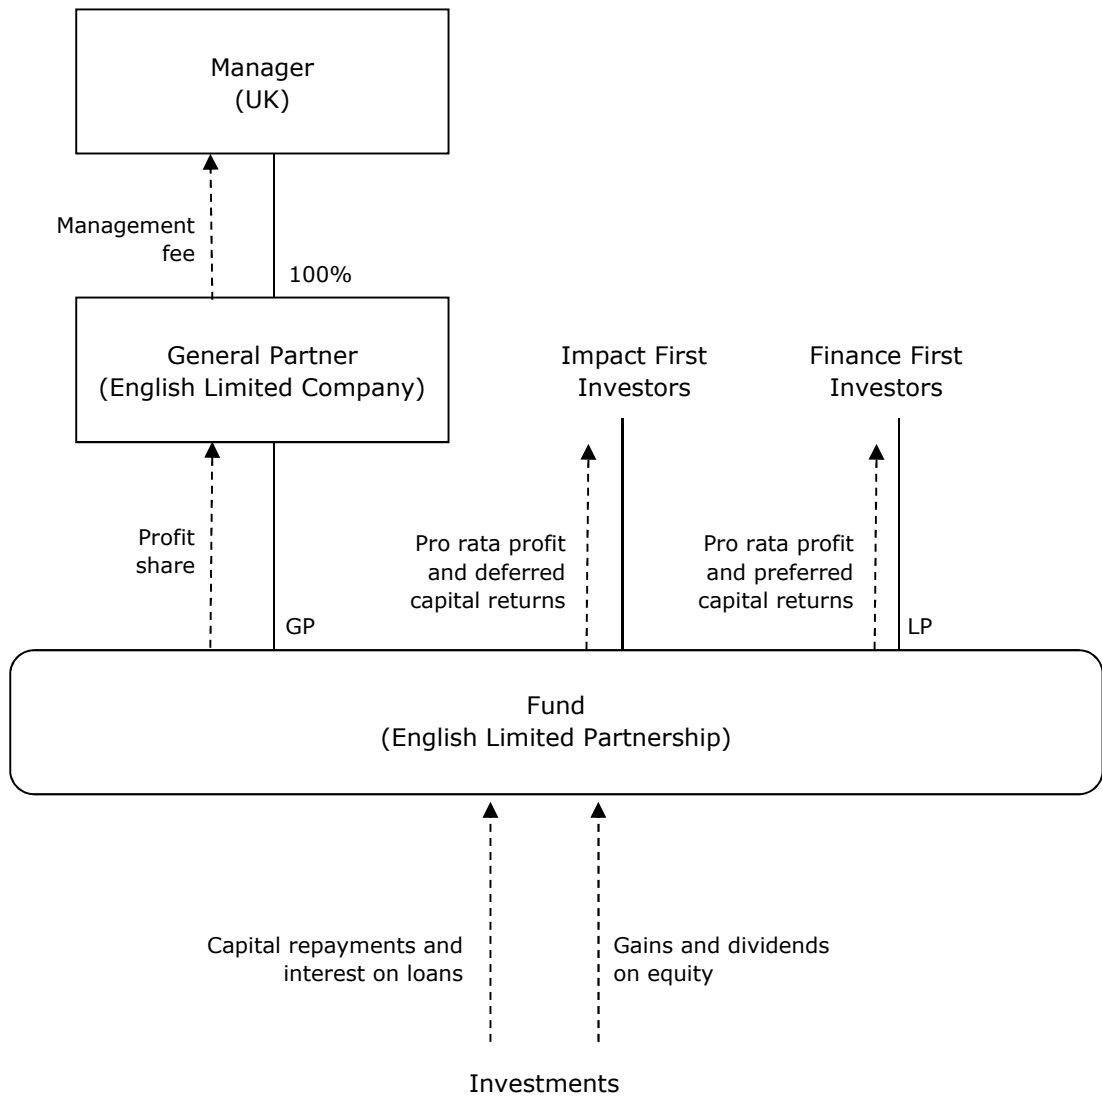 Manager
(UK)
Management
fee
100%
General Partner
(English Limited Company)
Impact First
Investors
Finance First
Investors
Profit
share
Pro rata profit
and deferred
capital returns
Pro rata profit
and preferred
capital returns
GP
LP
Fund
(English Limited Partnership)
Capital repayments and
interest on loans
Gains and dividends
on equity
Investments